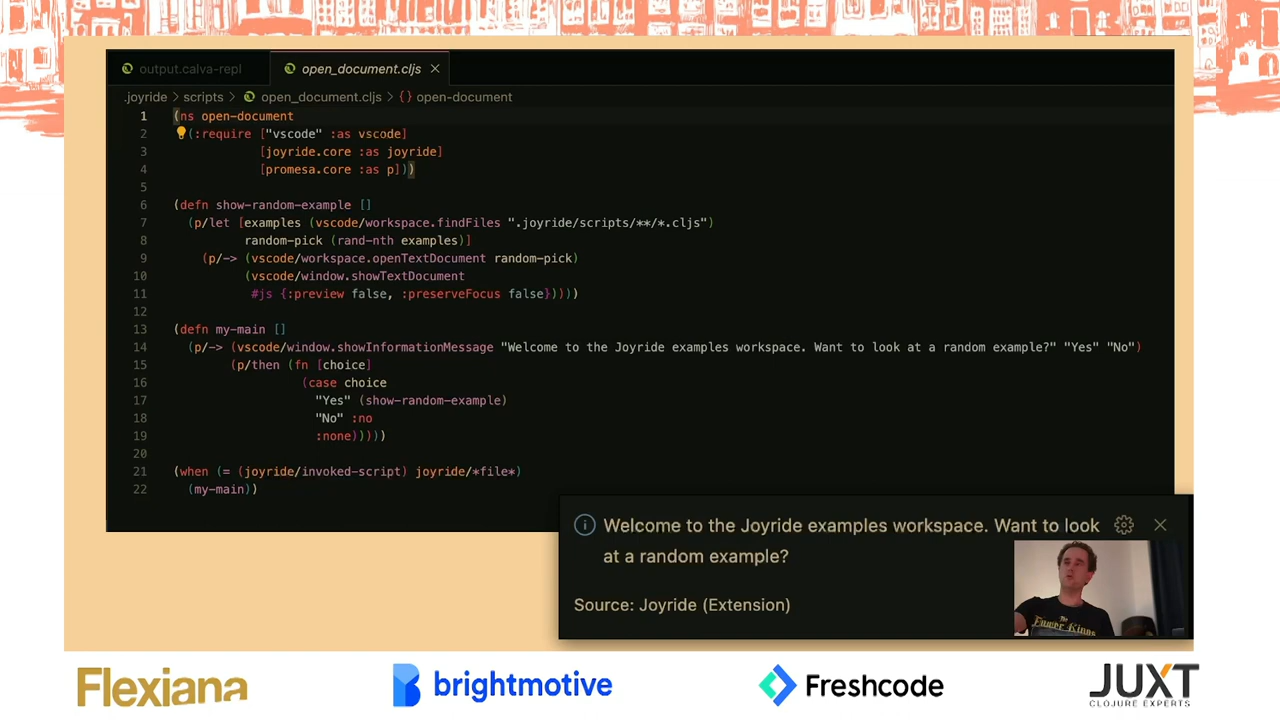 output.calva-repl
open_document.cljs
.joyride > scripts > open_document.cljs > {} open-document
1 (ns open-document
2 (:require ["vscode" :as vscode]
3 [joyride.core :as joyride]
4 [promesa.core :as p]))
5
6 (defn show-random-example []
7 (p/let [examples (vscode/workspace.findFiles ".joyride/scripts/**/*.cljs")
8 random-pick (rand-nth examples)]
9 (p/-> (vscode/workspace.openTextDocument random-pick)
10 (vscode/window.showTextDocument
11 #js {:preview false, :preserveFocus false}))))
12
13 (defn my-main []
14 (p/-> (vscode/window.showInformationMessage "Welcome to the Joyride examples workspace. Want to look at a random example?" "Yes" "No")
15 (p/then (fn [choice]
16 (case choice
17 "Yes" (show-random-example)
18 "No" :no
19 :none)))))
20
21 (when (= (joyride/invoked-script) joyride/*file*)
22 (my-main))
Welcome to the Joyride examples workspace. Want to look
at a random example?
Source: Joyride (Extension)
The
Power Kings
Flexiana
brightmotive
Freshcode
JUXT
CLOJURE EXPERTS